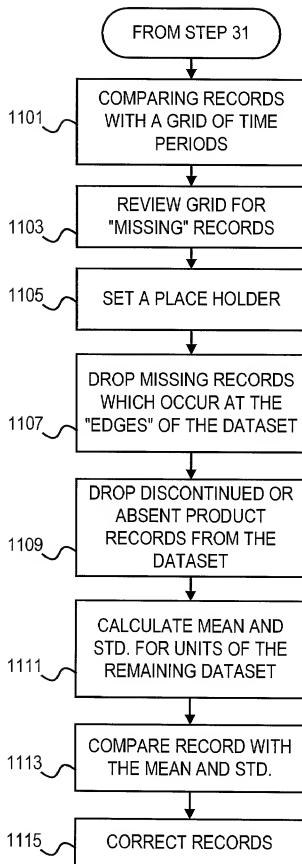 FROM STEP 31
1101
COMPARING RECORDS
WITH A GRID OF TIME
PERIODS
1103
REVIEW GRID FOR
"MISSING" RECORDS
1105
SET A PLACE HOLDER
1107
DROP MISSING RECORDS
WHICH OCCUR AT THE
"EDGES" OF THE DATASET
1109
DROP DISCONTINUED OR
ABSENT PRODUCT
RECORDS FROM THE
DATASET
1111
CALCULATE MEAN AND
STD. FOR UNITS OF THE
REMAINING DATASET
1113
COMPARE RECORD WITH
THE MEAN AND STD.
1115
CORRECT RECORDS